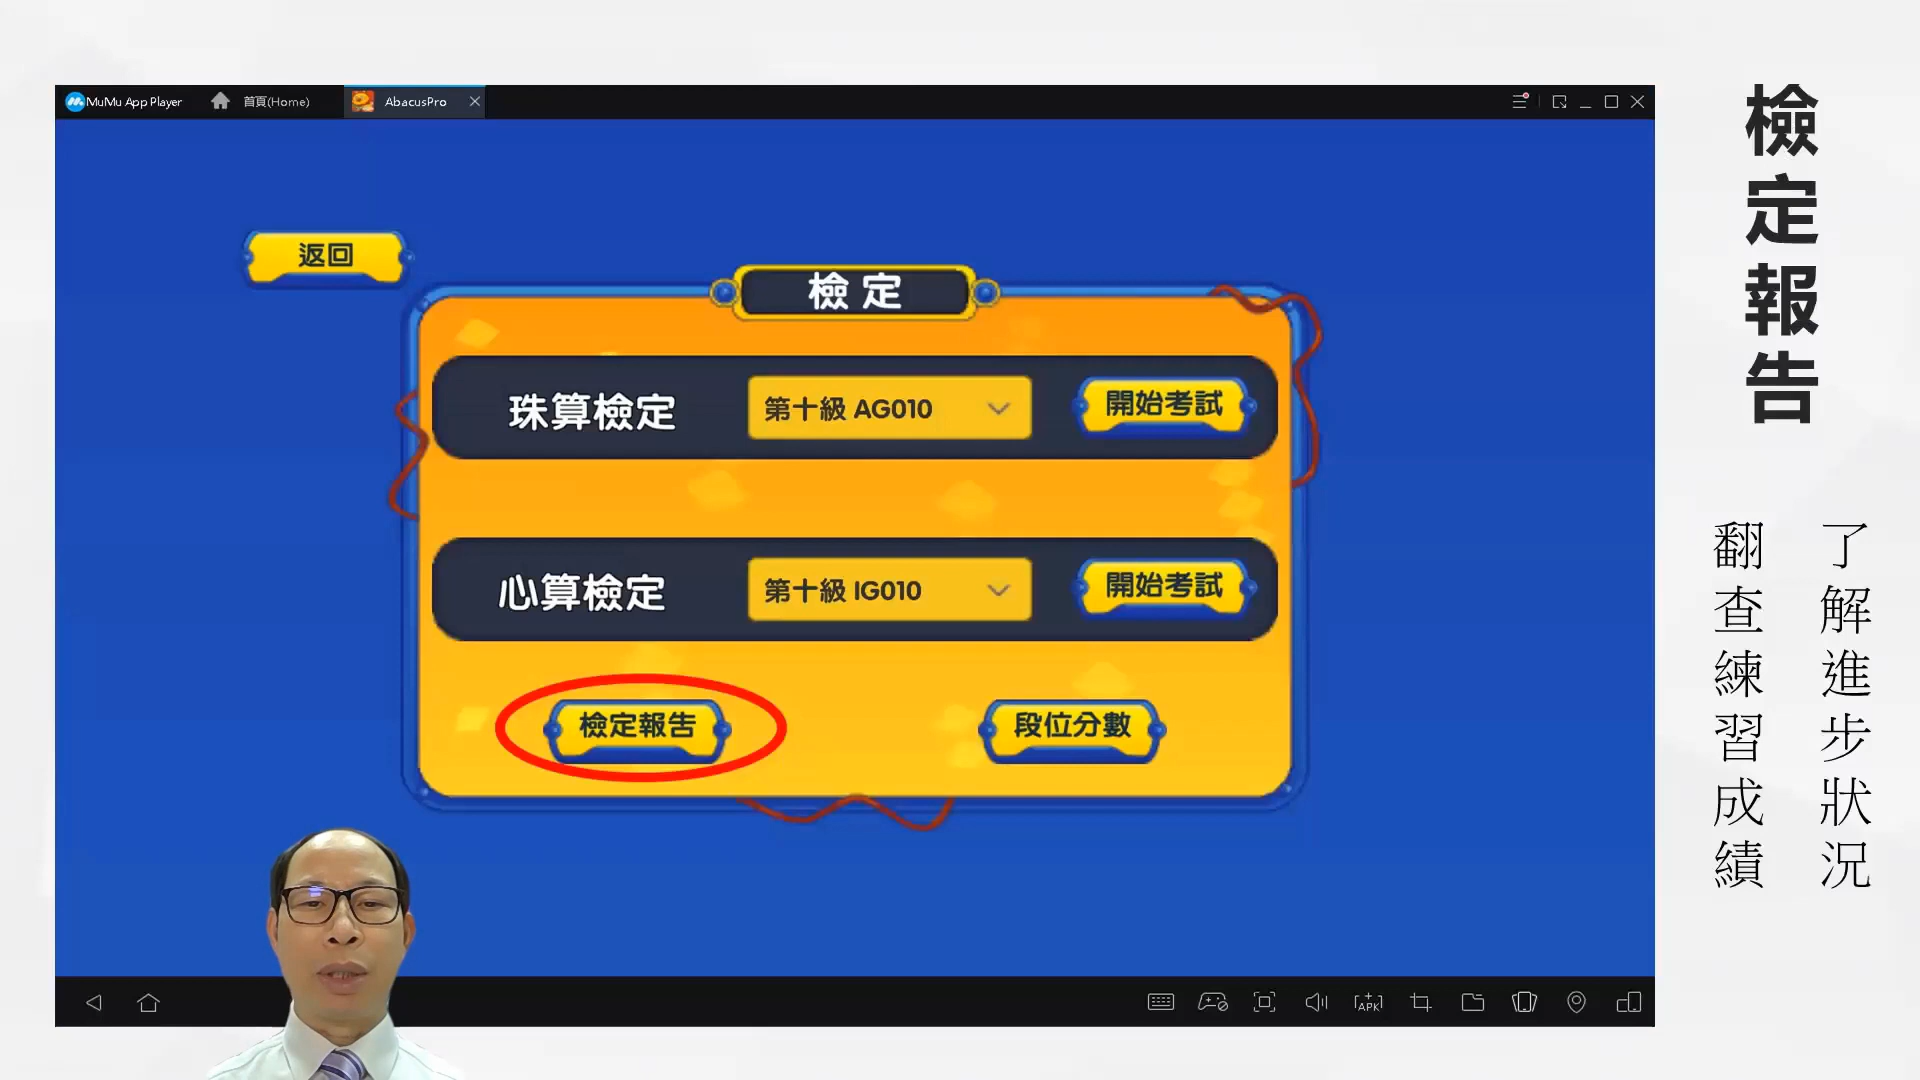 MuMu App Player
首頁(Home)
AbacusPro
返回
檢定
珠算檢定
第十級 AG010
開始考試
心算檢定
第十級 IG010
開始考試
檢定報告
段位分數
APK
檢定報告
了解進步狀況
翻查練習成績